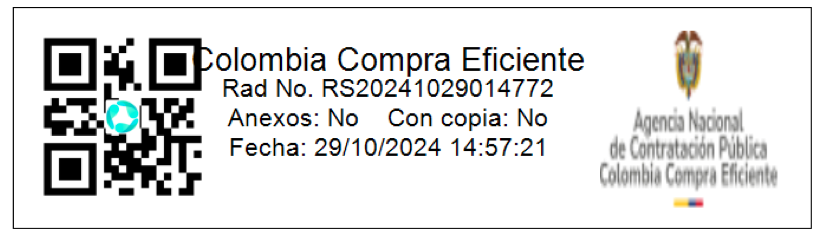 Colombia Compra Eficiente
Rad No. RS20241029014772
Anexos: No Con copia: No
Fecha: 29/10/2024 14:57:21
Agencia Nacional
de Contratación Pública
Colombia Compra Eficiente